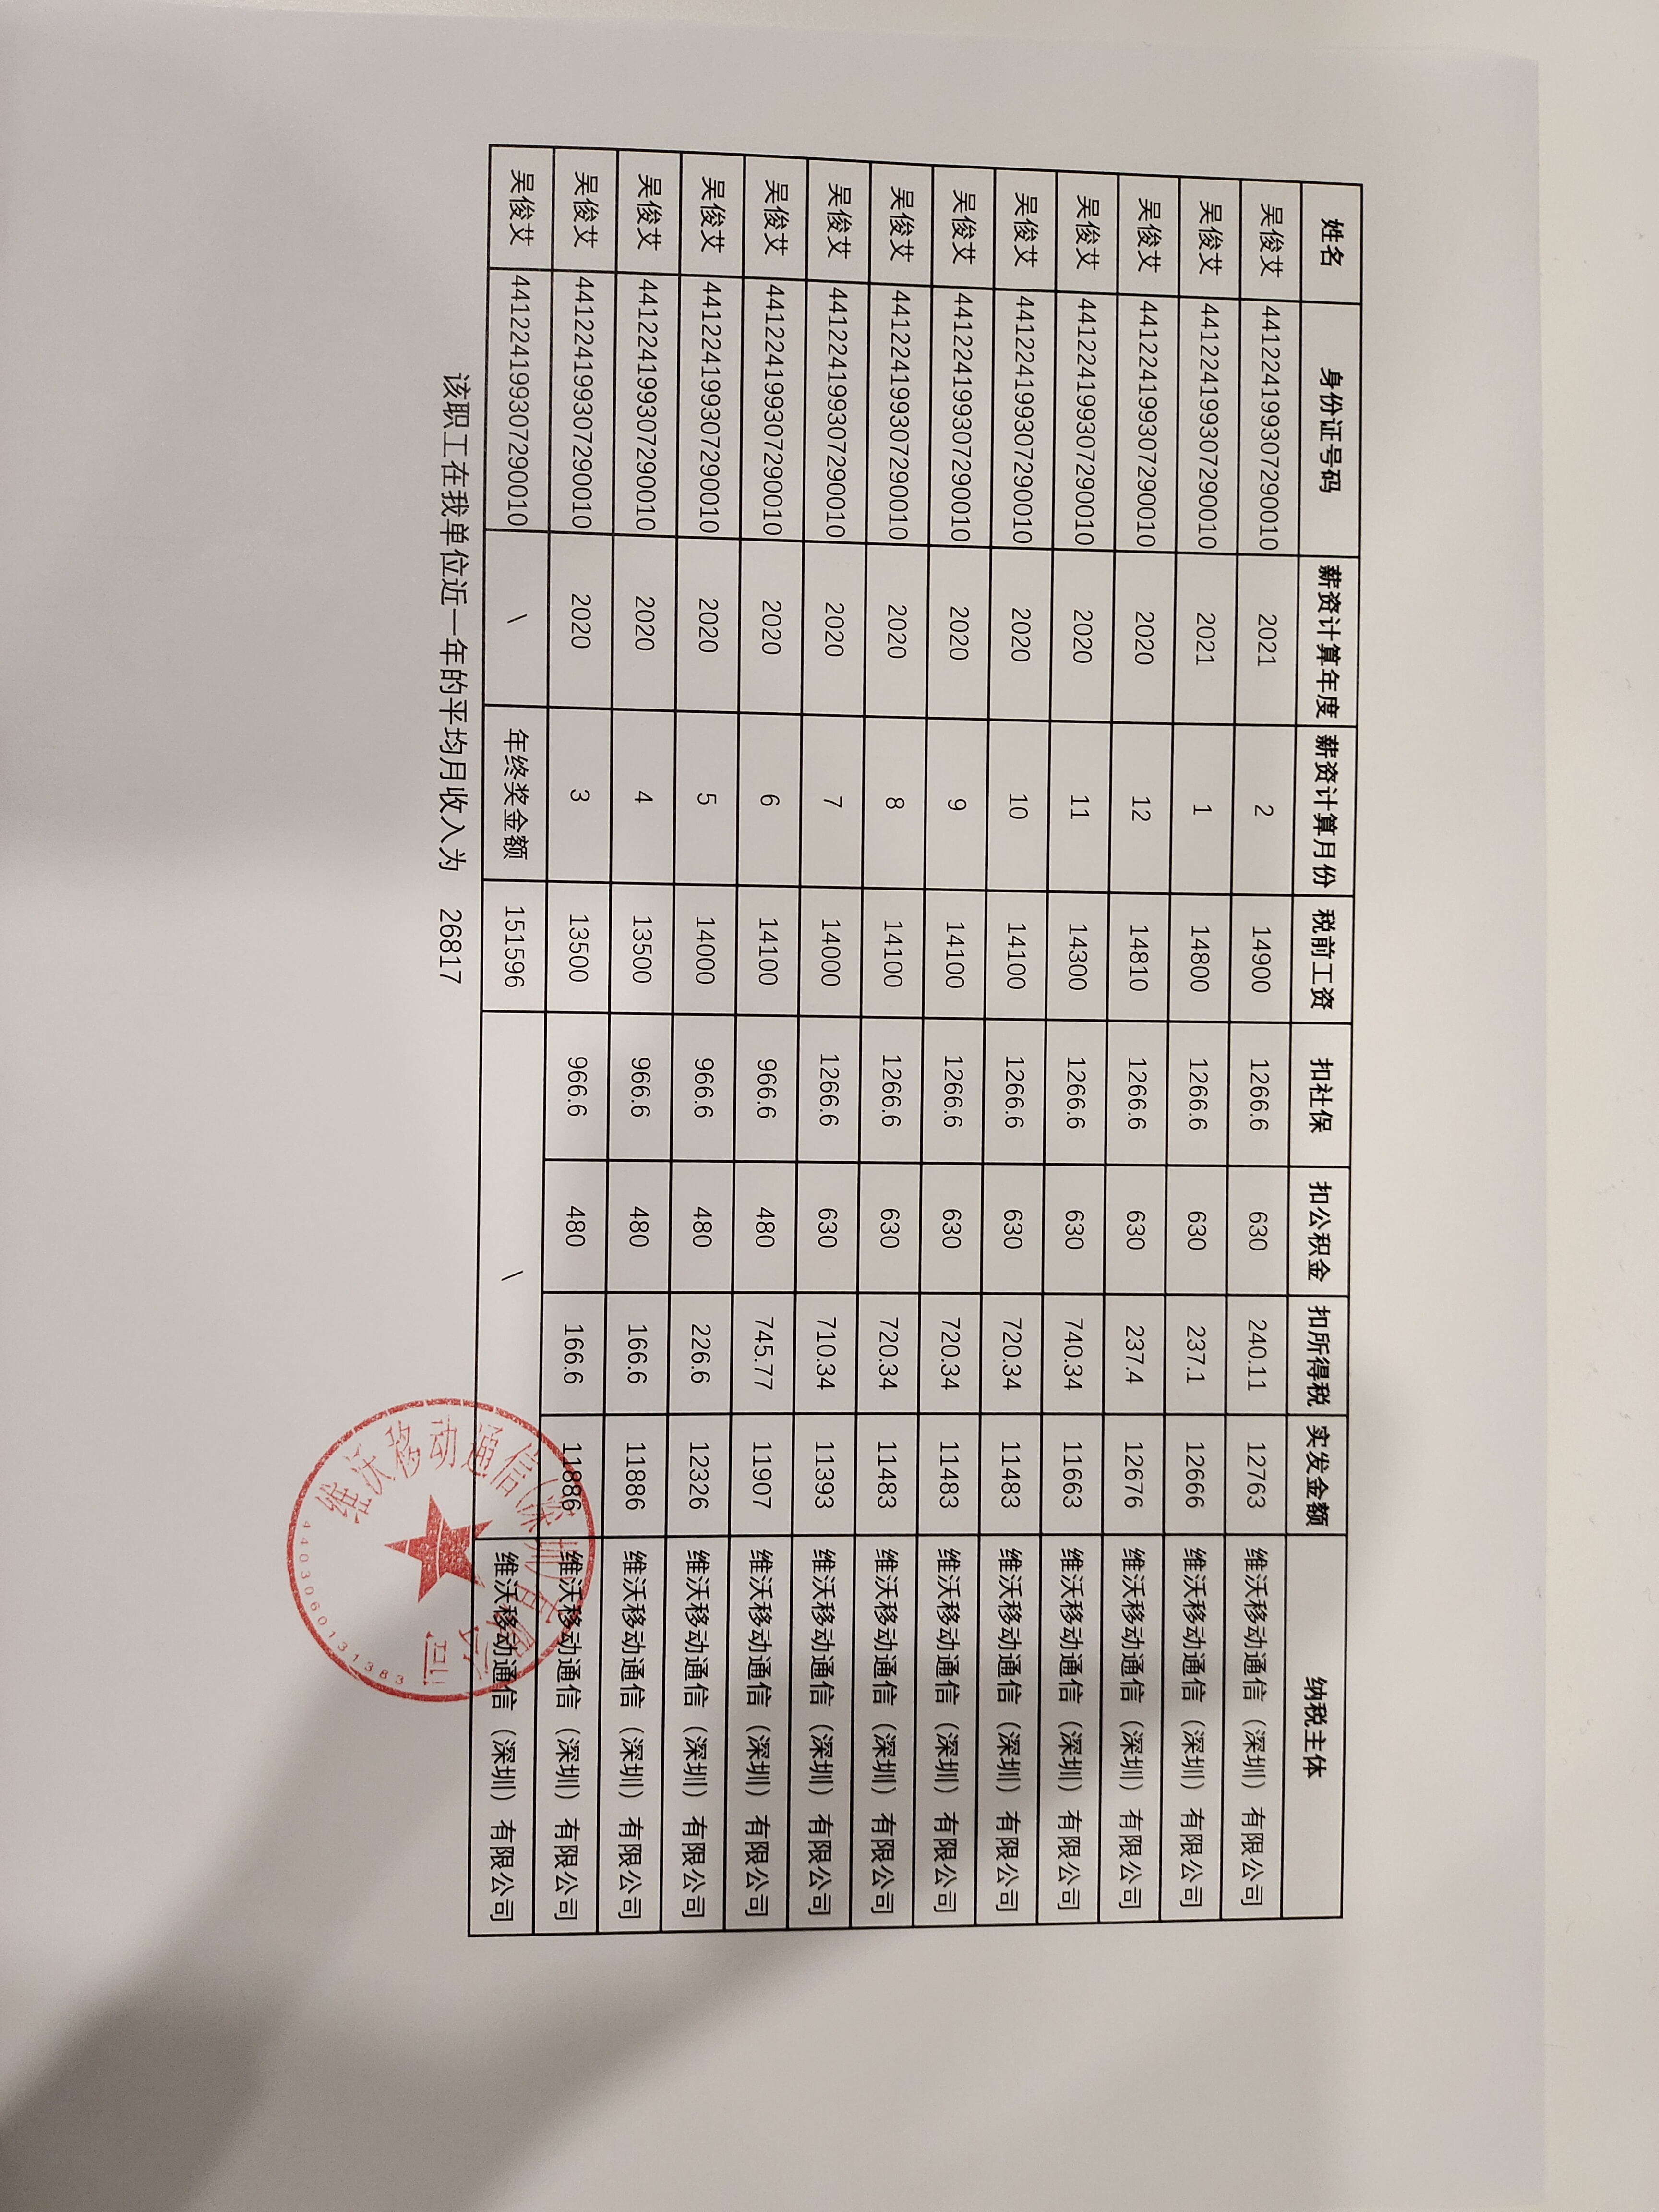 姓名 身份证号码 薪资计算年度 薪资计算月份 税前工资 扣社保 扣公积金 扣所得税 实发金额 纳税主体
吴俊艾 441224199307290010 2021 2 14900 1266.6 630 240.11 12763 维沃移动通信（深圳）有限公司
吴俊艾 441224199307290010 2021 1 14800 1266.6 630 237.1 12666 维沃移动通信（深圳）有限公司
吴俊艾 441224199307290010 2020 12 14810 1266.6 630 237.4 12676 维沃移动通信（深圳）有限公司
吴俊艾 441224199307290010 2020 11 14300 1266.6 630 740.34 11663 维沃移动通信（深圳）有限公司
吴俊艾 441224199307290010 2020 10 14100 1266.6 630 720.34 11483 维沃移动通信（深圳）有限公司
吴俊艾 441224199307290010 2020 9 14100 1266.6 630 720.34 11483 维沃移动通信（深圳）有限公司
吴俊艾 441224199307290010 2020 8 14100 1266.6 630 720.34 11483 维沃移动通信（深圳）有限公司
吴俊艾 441224199307290010 2020 7 14000 1266.6 630 710.34 11393 维沃移动通信（深圳）有限公司
吴俊艾 441224199307290010 2020 6 14100 966.6 480 745.77 11907 维沃移动通信（深圳）有限公司
吴俊艾 441224199307290010 2020 5 14000 966.6 480 226.6 12326 维沃移动通信（深圳）有限公司
吴俊艾 441224199307290010 2020 4 13500 966.6 480 166.6 11886 维沃移动通信（深圳）有限公司
吴俊艾 441224199307290010 2020 3 13500 966.6 480 166.6 11886 维沃移动通信（深圳）有限公司
吴俊艾 441224199307290010 \ 年终奖金额 151596 \ 维沃移动通信（深圳）有限公司
该职工在我单位近一年的平均月收入为 26817
维沃移动通信(深圳)有限公司
4403060131383